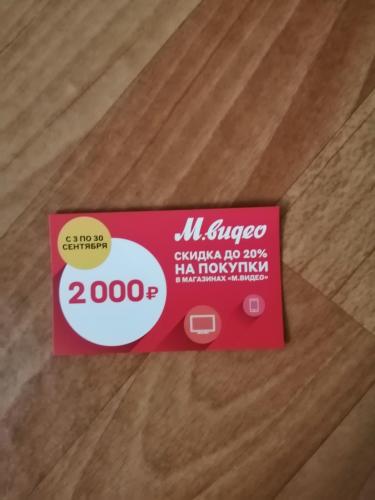 С 3 ПО 30
СЕНТЯБРЯ
2 000 ₽
М.видео
СКИДКА ДО 20%
НА ПОКУПКИ
В МАГАЗИНАХ «М.ВИДЕО»